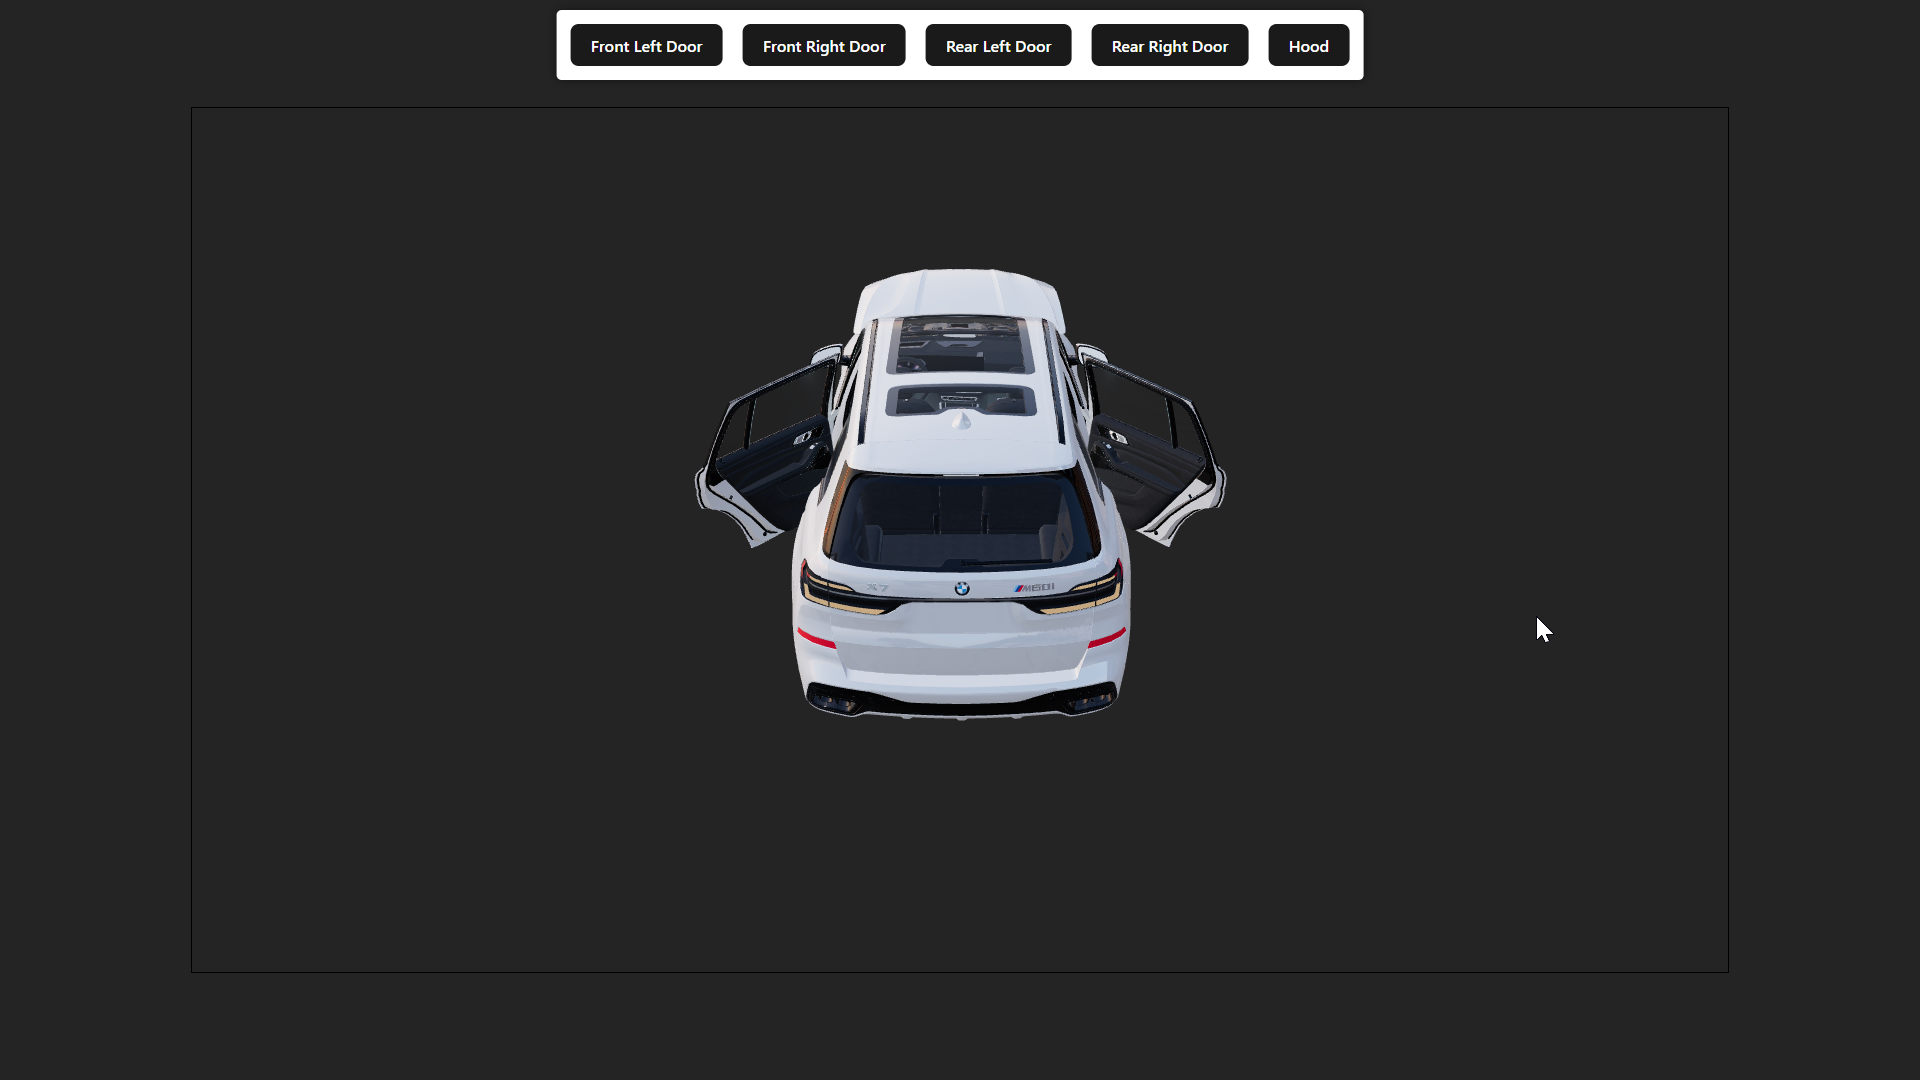 Front Left Door
Front Right Door
Rear Left Door
Rear Right Door
Hood
X7
M60i